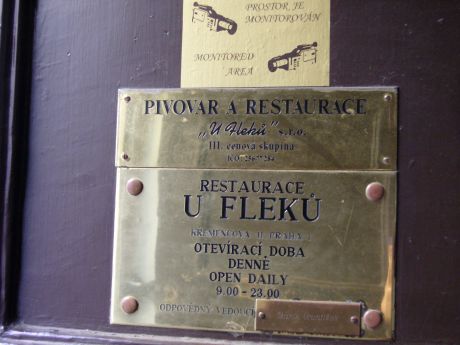 PROSTOR JE
MONITOROVÁN
MONITORED
AREA
PIVOVAR A RESTAURACE
„U Fleků" s.r.o.
III. cenová skupina
RESTAURACE
U FLEKŮ
KŘEMENCOVA 11 PRAHA 1
OTEVÍRACÍ DOBA
DENNĚ
OPEN DAILY
9.00 - 23.00
ODPOVĚDNÝ VEDOUCÍ